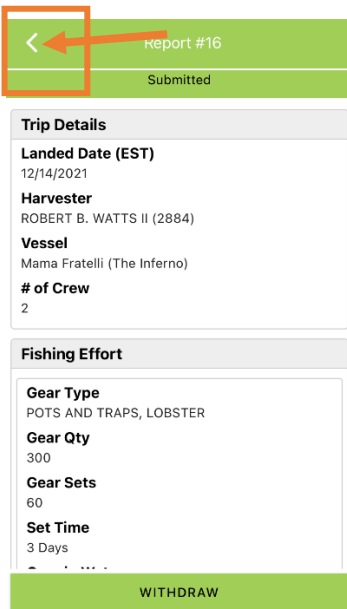 Report #16
Submitted
Trip Details
Landed Date (EST)
12/14/2021
Harvester
ROBERT B. WATTS II (2884)
Vessel
Mama Fratelli (The Inferno)
# of Crew
2
Fishing Effort
Gear Type
POTS AND TRAPS, LOBSTER
Gear Qty
300
Gear Sets
60
Set Time
3 Days
WITHDRAW